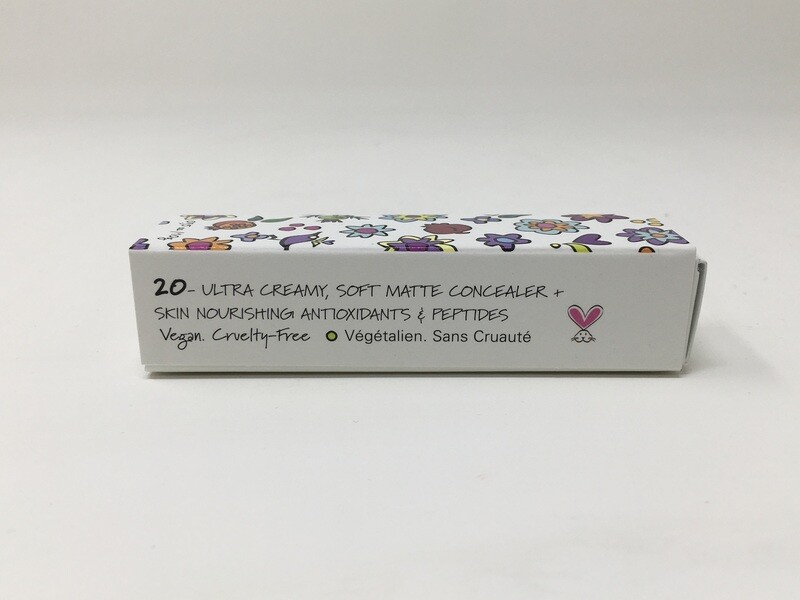 20- ULTRA CREAMY, SOFT MATTE CONCEALER +
SKIN NOURISHING ANTIOXIDANTS & PEPTIDES
Vegan. Cruelty-Free Végétalien. Sans Cruauté